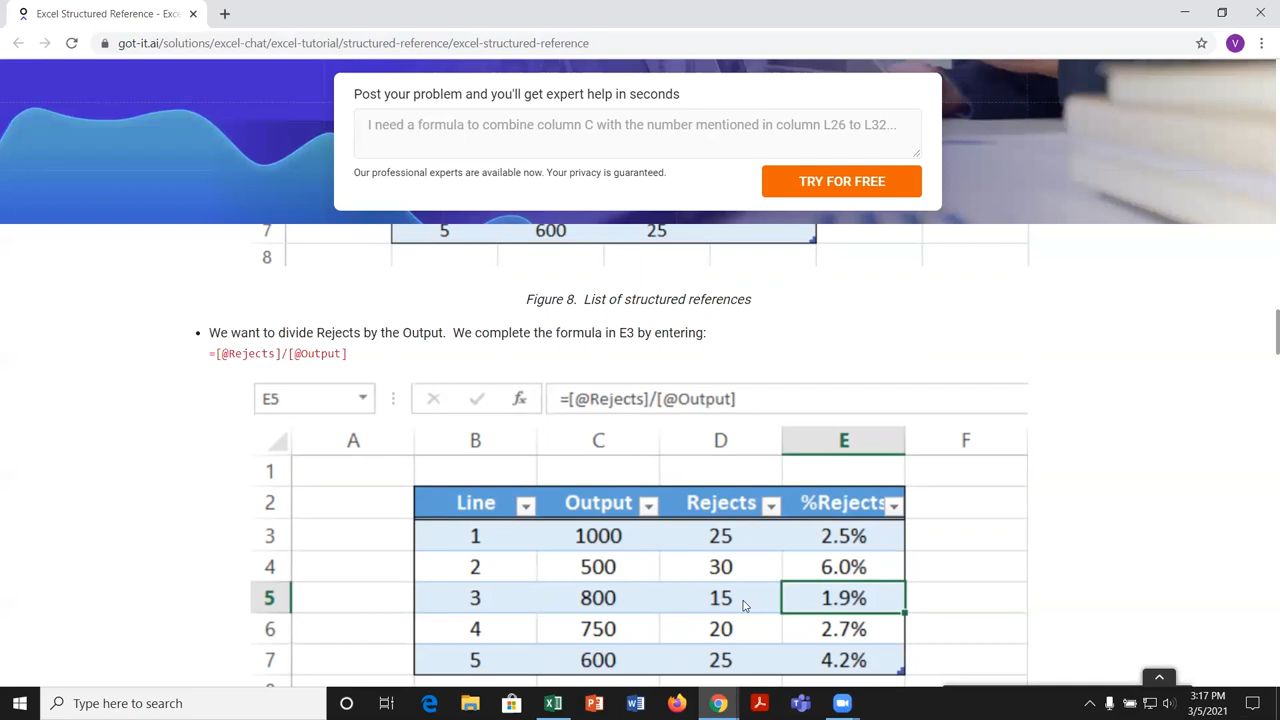 Excel Structured Reference - Exce
got-it.ai/solutions/excel-chat/excel-tutorial/structured-reference/excel-structured-reference
V
Post your problem and you'll get expert help in seconds
I need a formula to combine column C with the number mentioned in column L26 to L32...
Our professional experts are available now. Your privacy is guaranteed.
TRY FOR FREE
7 5 600 25
8
Figure 8. List of structured references
• We want to divide Rejects by the Output. We complete the formula in E3 by entering:
=[@Rejects]/[@Output]
E5 fx =[@Rejects]/[@Output]
A B C D E F
1
2 Line Output Rejects %Rejects
3 1 1000 25 2.5%
4 2 500 30 6.0%
5 3 800 15 1.9%
6 4 750 20 2.7%
7 5 600 25 4.2%
Type here to search
3:17 PM
3/5/2021